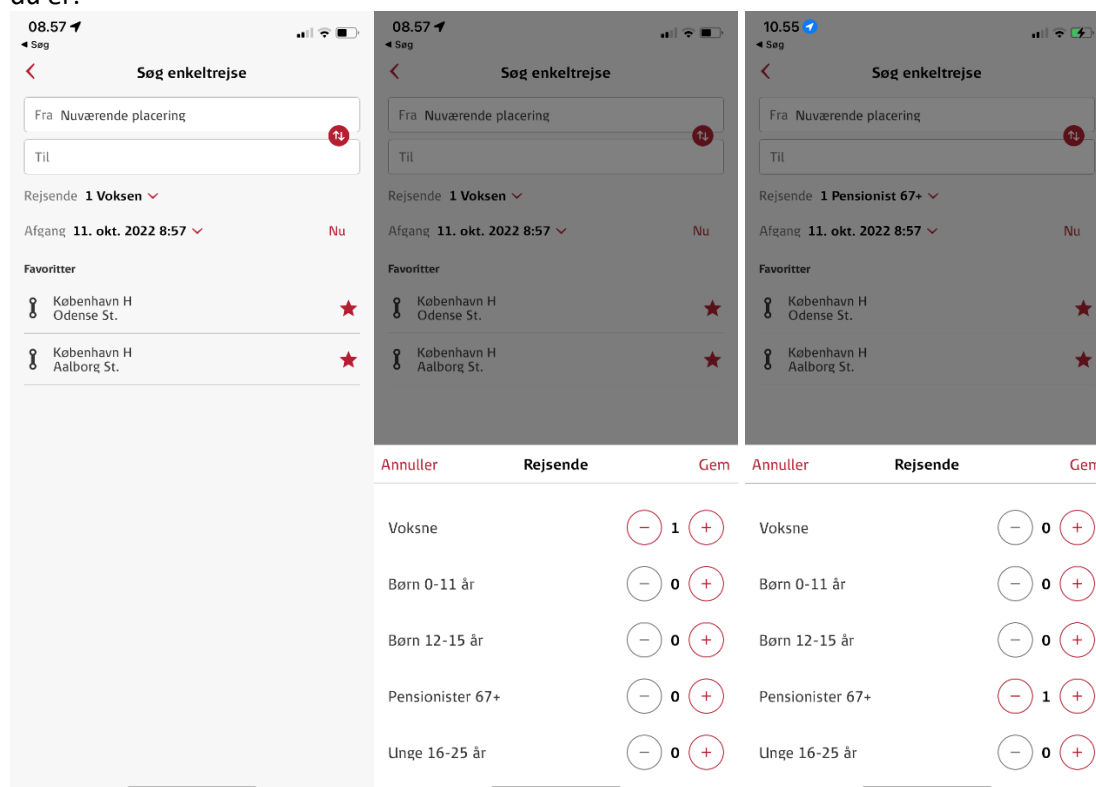 08.57
Søg
Søg enkeltrejse
Fra Nuværende placering
Til
Rejsende 1 Voksen
Afgang 11. okt. 2022 8:57 Nu
Favoritter
København H
Odense St.
København H
Aalborg St.
08.57
Søg
Søg enkeltrejse
Fra Nuværende placering
Til
Rejsende 1 Voksen
Afgang 11. okt. 2022 8:57 Nu
Favoritter
København H
Odense St.
København H
Aalborg St.
Annuller Rejsende Gem
Voksne − 1 +
Børn 0-11 år − 0 +
Børn 12-15 år − 0 +
Pensionister 67+ − 0 +
Unge 16-25 år − 0 +
10.55
Søg
Søg enkeltrejse
Fra Nuværende placering
Til
Rejsende 1 Pensionist 67+
Afgang 11. okt. 2022 8:57 Nu
Favoritter
København H
Odense St.
København H
Aalborg St.
Annuller Rejsende Gem
Voksne − 0 +
Børn 0-11 år − 0 +
Børn 12-15 år − 0 +
Pensionister 67+ − 1 +
Unge 16-25 år − 0 +